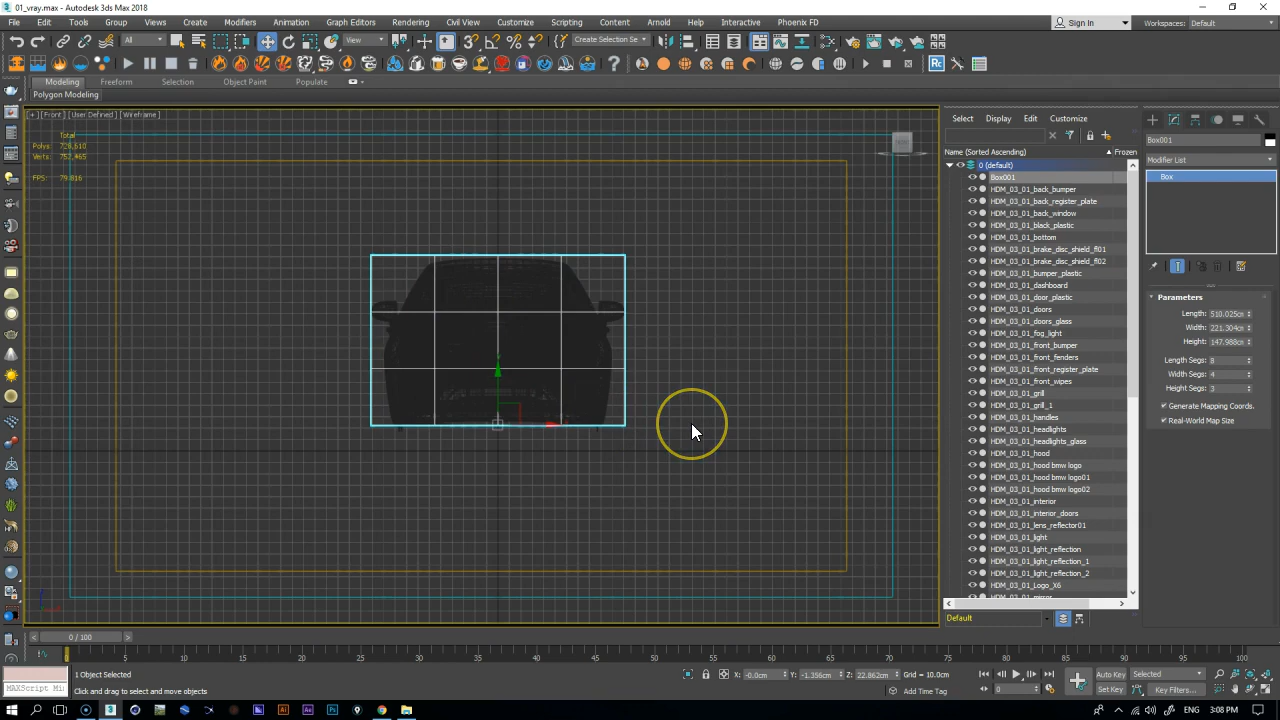 01_vray.max - Autodesk 3ds Max 2018
File Edit Tools Group Views Create Modifiers Animation Graph Editors Rendering Civil View Customize Scripting Content Arnold Help Interactive Phoenix FD
Sign In Workspaces: Default
All View Create Selection Se
Modeling Freeform Selection Object Paint Populate
Polygon Modeling
[+] [Front] [User Defined] [Wireframe]
Total
Polys: 728,610
Verts: 752,465
FPS: 79.816
Select Display Edit Customize
Name (Sorted Ascending) Frozen
0 (default)
Box001
HDM_03_01_back_bumper
HDM_03_01_back_register_plate
HDM_03_01_back_window
HDM_03_01_black_plastic
HDM_03_01_bottom
HDM_03_01_brake_disc_shield_fl01
HDM_03_01_brake_disc_shield_fl02
HDM_03_01_bumper_plastic
HDM_03_01_dashboard
HDM_03_01_door_plastic
HDM_03_01_doors
HDM_03_01_doors_glass
HDM_03_01_fog_light
HDM_03_01_front_bumper
HDM_03_01_front_fenders
HDM_03_01_front_register_plate
HDM_03_01_front_wipes
HDM_03_01_grill
HDM_03_01_grill_1
HDM_03_01_handles
HDM_03_01_headlights
HDM_03_01_headlights_glass
HDM_03_01_hood
HDM_03_01_hood bmw logo
HDM_03_01_hood bmw logo01
HDM_03_01_hood bmw logo02
HDM_03_01_interior
HDM_03_01_interior_doors
HDM_03_01_lens_reflector01
HDM_03_01_light
HDM_03_01_light_reflection
HDM_03_01_light_reflection_1
HDM_03_01_light_reflection_2
HDM_03_01_Logo_X6
HDM_03_01_mirror
Default
Box001
Modifier List
Box
Parameters
Length: 510.025cm
Width: 221.304cm
Height: 147.988cm
Length Segs: 8
Width Segs: 4
Height Segs: 3
Generate Mapping Coords.
Real-World Map Size
0 / 100
0 5 10 15 20 25 30 35 40 45 50 55 60 65 70 75 80 85 90 95 100
MAXScript Mi
1 Object Selected
Click and drag to select and move objects
X: -0.0cm Y: -1.356cm Z: 22.862cm Grid = 10.0cm
Add Time Tag
0
Auto Key Selected
Set Key Key Filters...
ENG 3:08 PM